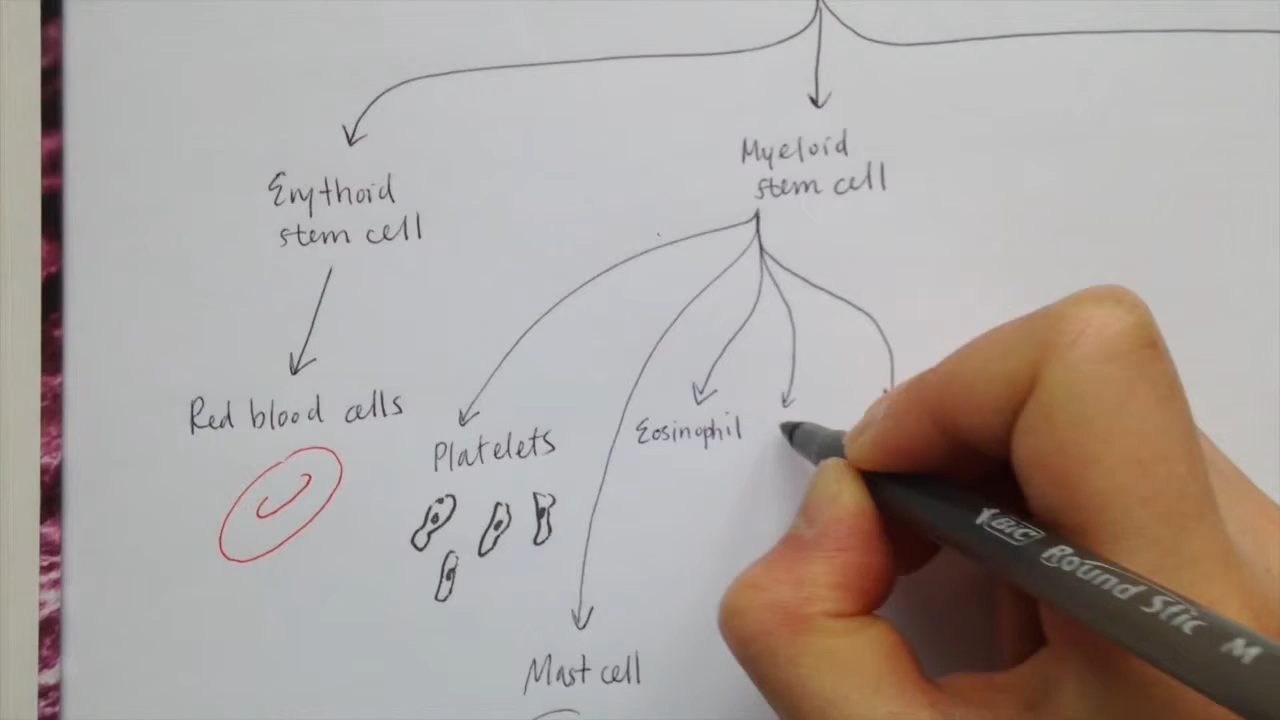 Myeloid
stem cell
Erythoid
stem cell
Red blood cells
Platelets
Eosinophil
Mast cell
BIC Round Stic M